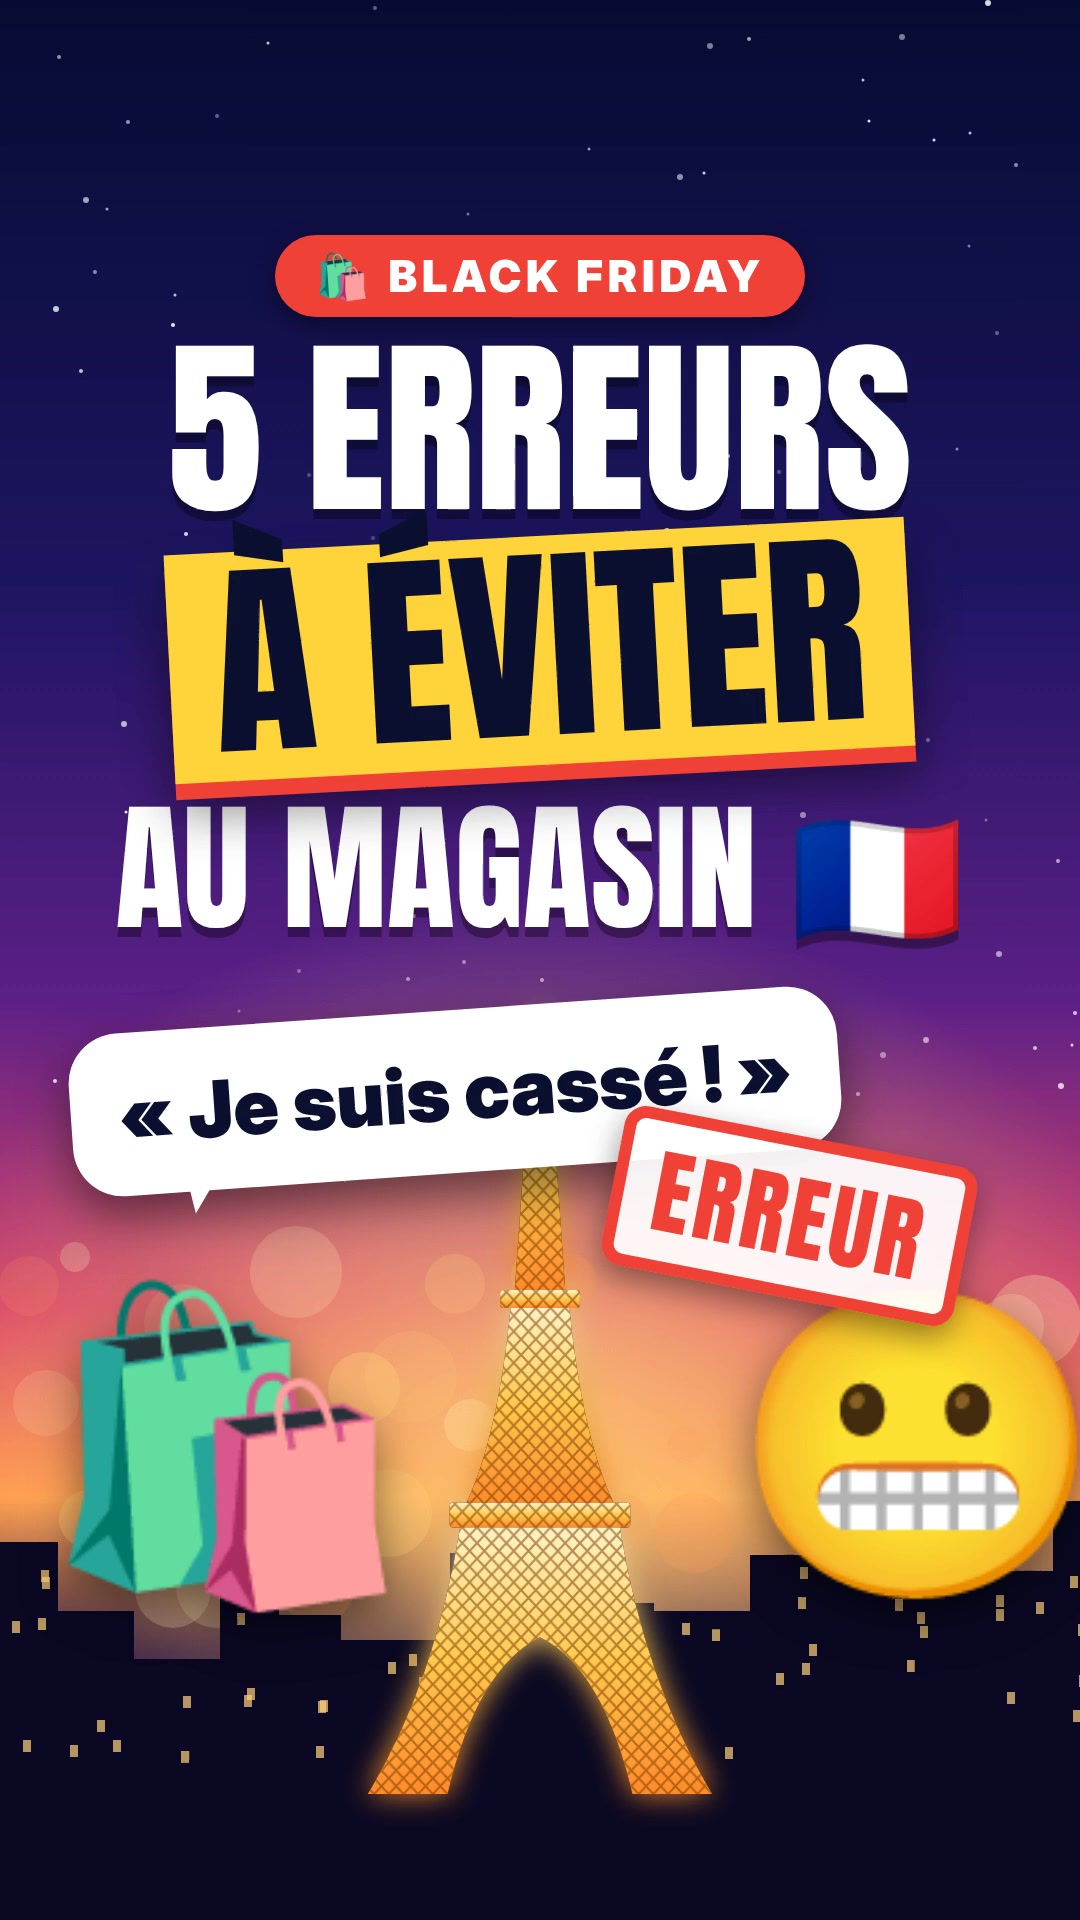 BLACK FRIDAY
5 ERREURS
À ÉVITER
AU MAGASIN
« Je suis cassé ! »
ERREUR